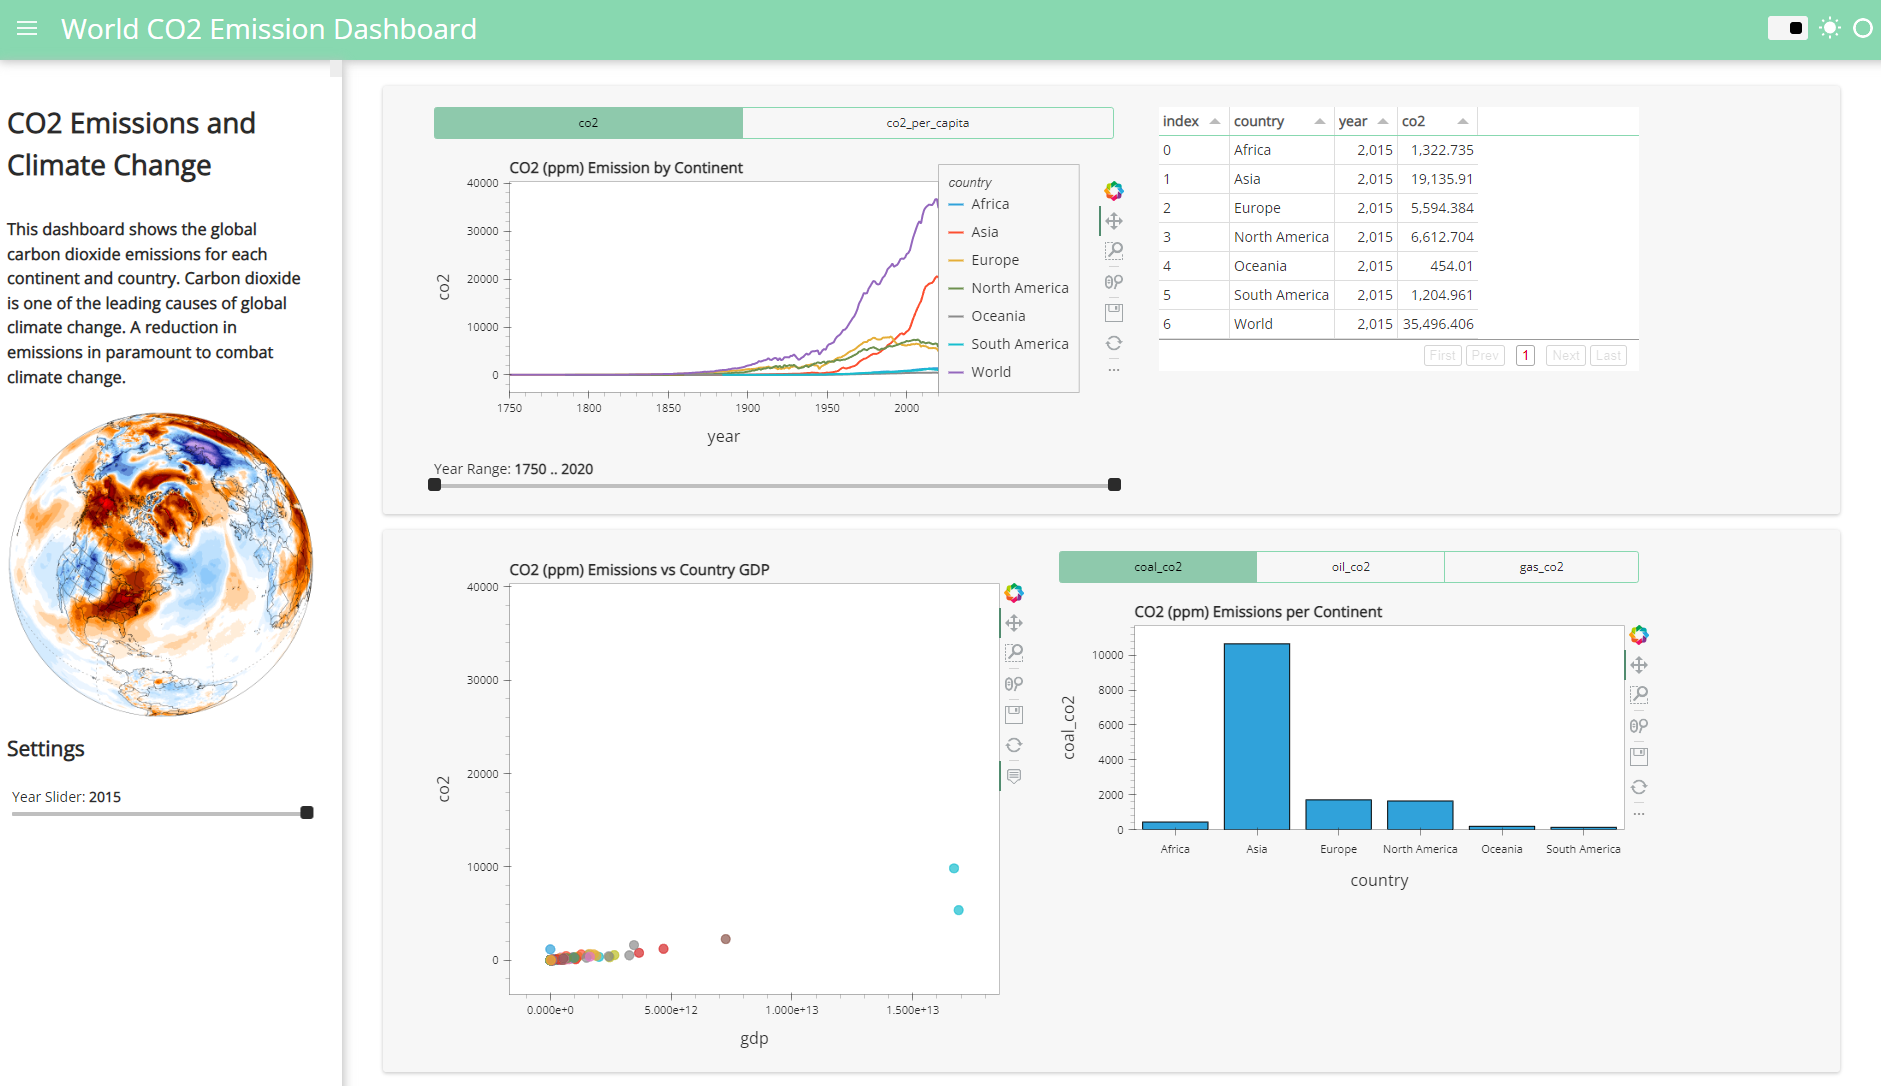 World CO2 Emission Dashboard
CO2 Emissions and
Climate Change
This dashboard shows the global
carbon dioxide emissions for each
continent and country. Carbon dioxide
is one of the leading causes of global
climate change. A reduction in
emissions in paramount to combat
climate change.
Settings
Year Slider: 2015
co2 co2_per_capita
CO2 (ppm) Emission by Continent
co2
40000
30000
20000
10000
0
1750 1800 1850 1900 1950 2000
year
country
Africa
Asia
Europe
North America
Oceania
South America
World
Year Range: 1750 .. 2020
index country year co2
0 Africa 2,015 1,322.735
1 Asia 2,015 19,135.91
2 Europe 2,015 5,594.384
3 North America 2,015 6,612.704
4 Oceania 2,015 454.01
5 South America 2,015 1,204.961
6 World 2,015 35,496.406
First Prev 1 Next Last
CO2 (ppm) Emissions vs Country GDP
co2
40000
30000
20000
10000
0
0.000e+0 5.000e+12 1.000e+13 1.500e+13
gdp
coal_co2 oil_co2 gas_co2
CO2 (ppm) Emissions per Continent
coal_co2
10000
8000
6000
4000
2000
0
Africa Asia Europe North America Oceania South America
country